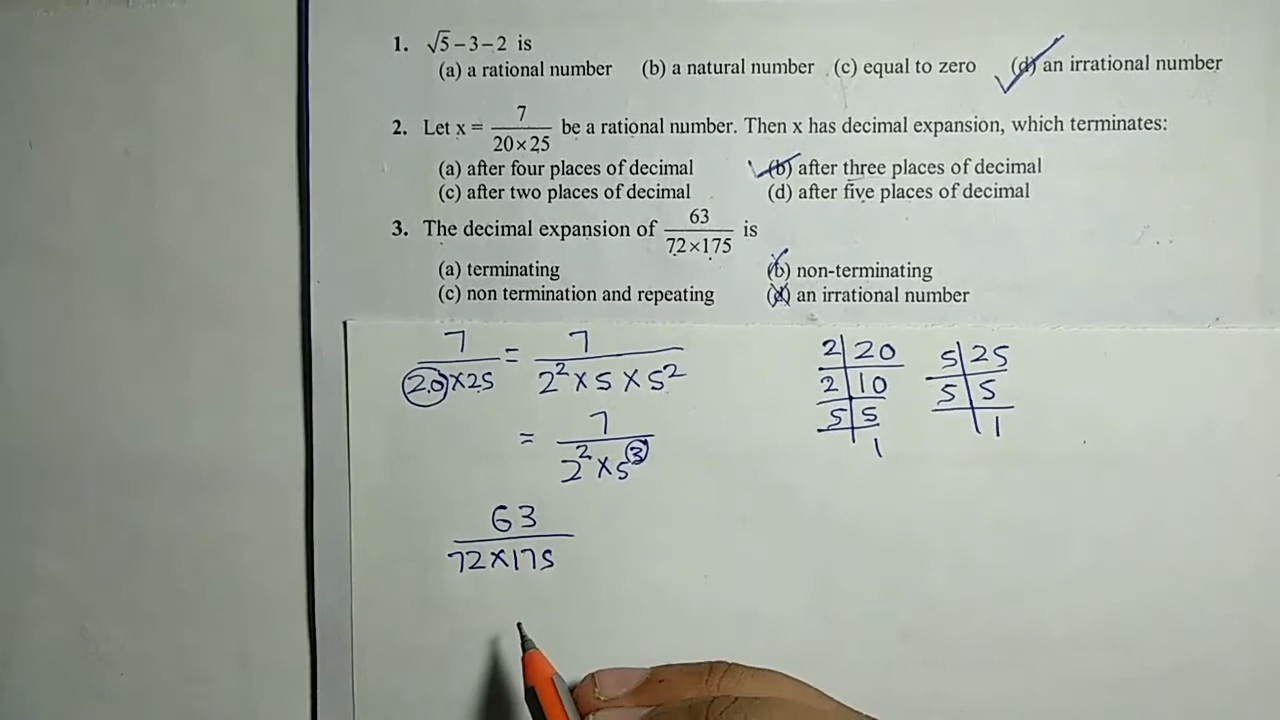 1. √5 – 3 – 2 is
(a) a rational number (b) a natural number (c) equal to zero (d) an irrational number
2. Let x = 7/(20×25) be a rational number. Then x has decimal expansion, which terminates:
(a) after four places of decimal (b) after three places of decimal
(c) after two places of decimal (d) after five places of decimal
3. The decimal expansion of 63/(72×175) is
(a) terminating (b) non-terminating
(c) non termination and repeating (d) an irrational number
7/(20×25) = 7/(2²×5×5²)
= 7/(2²×5³)
63/(72×175)
2|20
2|10
5|5
1
5|25
5|5
1